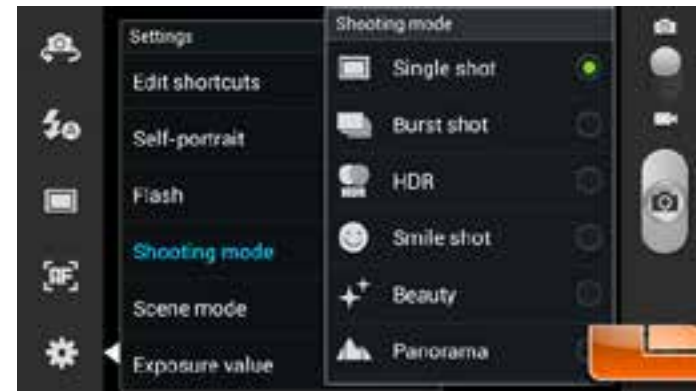 Settings
Edit shortcuts
Self-portrait
Flash
Shooting mode
Scene mode
Exposure value
Shooting mode
Single shot
Burst shot
HDR
Smile shot
Beauty
Panorama